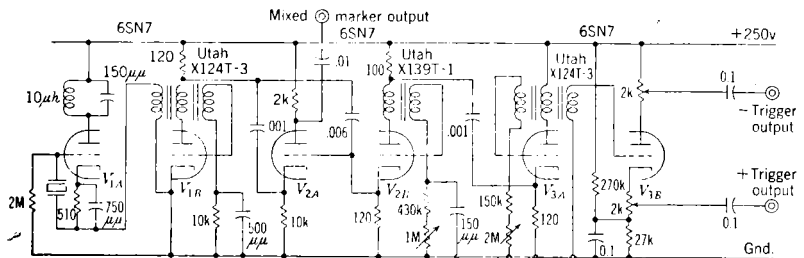 Mixed marker output
6SN7
6SN7
6SN7
+250v
120
Utah
X124T-3
.01
100
Utah
X139T-1
Utah
X124T-3
150μμ
10μh
2k
2k
0.1
− Trigger
output
.001
.006
.001
V1A
V1B
V2A
V2B
V3A
V3B
+ Trigger
output
2M
510
750
μμ
10k
500
μμ
10k
120
430k
1M
150
μμ
150k
2M
120
270k
2k
0.1
0.1
27k
Gnd.